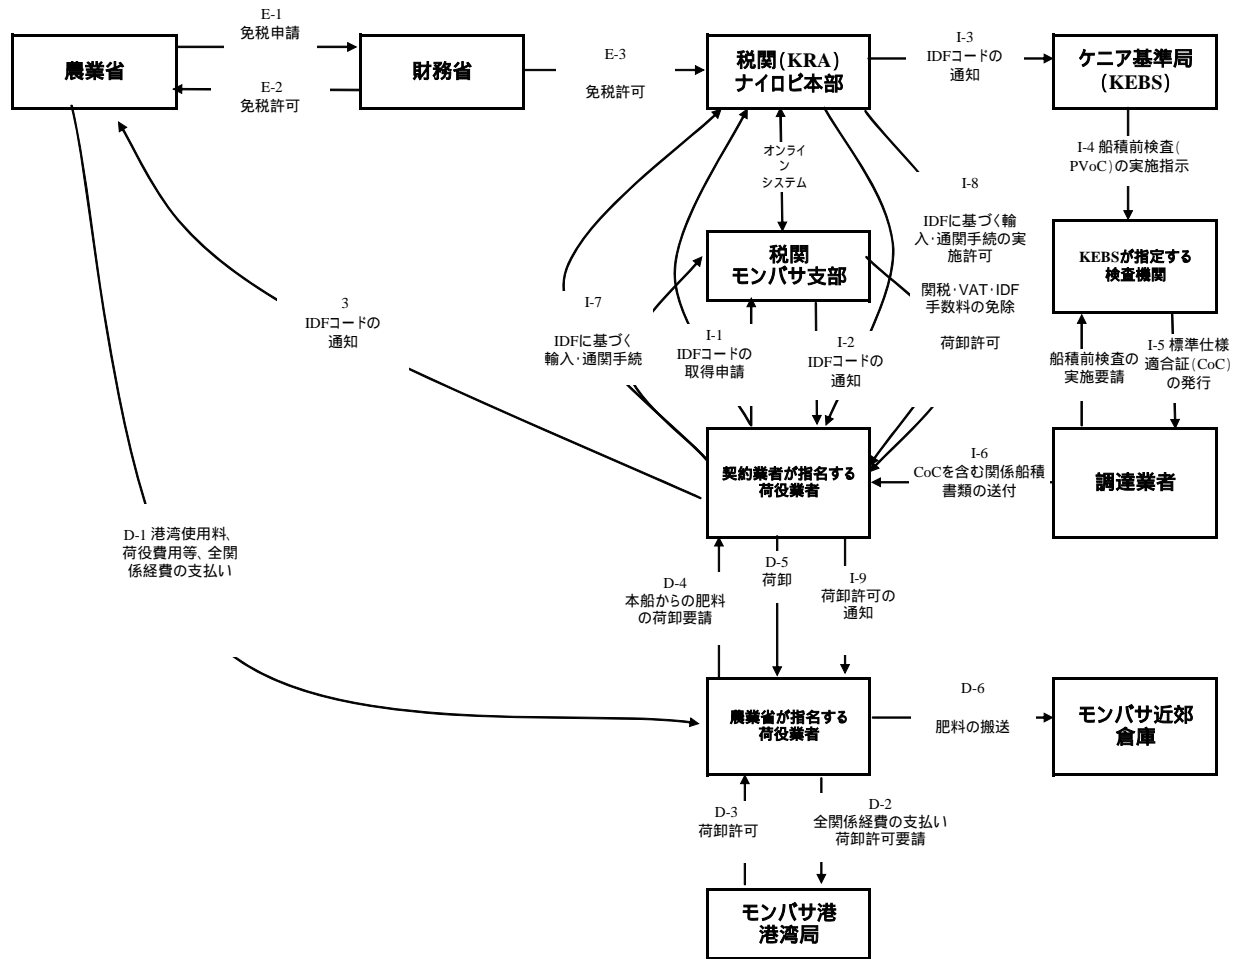 E-1
免税申請
農業省
E-2
免税許可
財務省
E-3
免税許可
税関(KRA)
ナイロビ本部
I-3
IDFコードの
通知
ケニア基準局
(KEBS)
オンライ
ン
システム
I-4 船積前検査(
PVoC)の実施指示
I-8
IDFに基づく輸
入・通関手続の実
施許可
関税・VAT・IDF
手数料の免除
荷卸許可
税関
モンバサ支部
KEBSが指定する
検査機関
3
IDFコードの
通知
I-7
IDFに基づく
輸入・通関手続
I-1
IDFコードの
取得申請
I-2
IDFコードの
通知
船積前検査の
実施要請
I-5 標準仕様
適合証(CoC)
の発行
契約業者が指名する
荷役業者
I-6
CoCを含む関係船積
書類の送付
調達業者
D-1 港湾使用料、
荷役費用等、全関
係経費の支払い
D-4
本船からの肥料
の荷卸要請
D-5
荷卸
I-9
荷卸許可の
通知
農業省が指名する
荷役業者
D-6
肥料の搬送
モンバサ近郊
倉庫
D-3
荷卸許可
D-2
全関係経費の支払い
荷卸許可要請
モンバサ港
港湾局